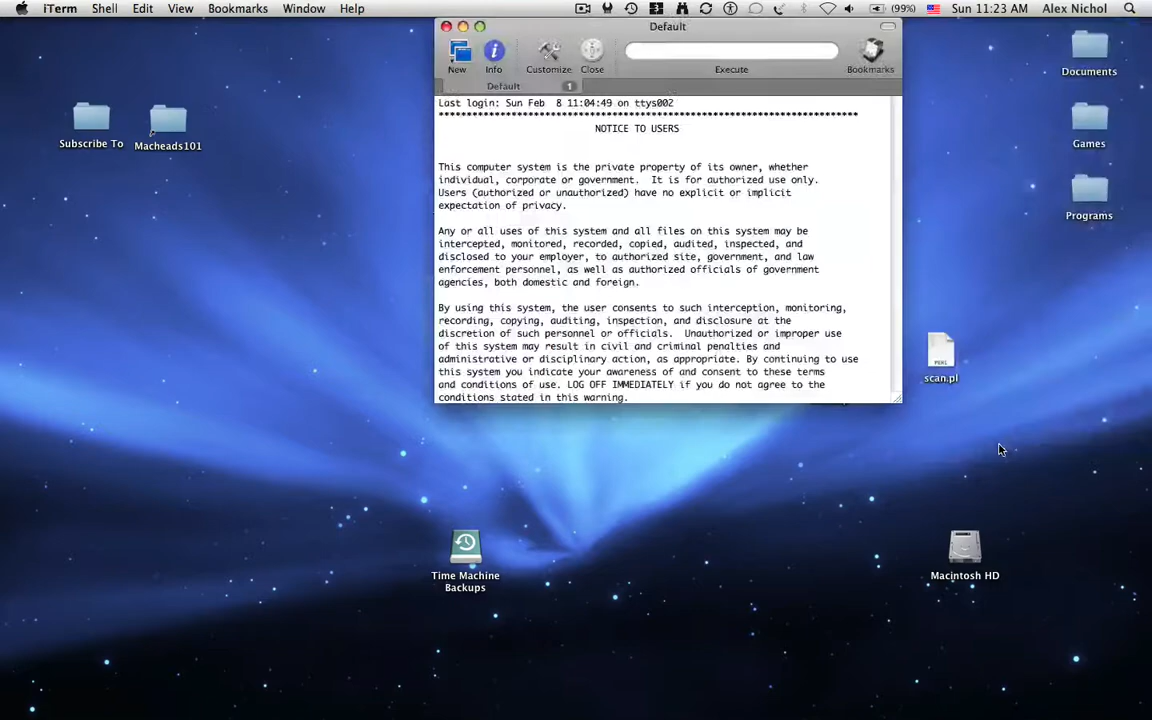 iTerm Shell Edit View Bookmarks Window Help (99%) Sun 11:23 AM Alex Nichol
Default
New Info Customize Close Execute Bookmarks
Default 1
Last login: Sun Feb  8 11:04:49 on ttys002
********************************************************************************
NOTICE TO USERS
This computer system is the private property of its owner, whether
individual, corporate or government.  It is for authorized use only.
Users (authorized or unauthorized) have no explicit or implicit
expectation of privacy.
Any or all uses of this system and all files on this system may be
intercepted, monitored, recorded, copied, audited, inspected, and
disclosed to your employer, to authorized site, government, and law
enforcement personnel, as well as authorized officials of government
agencies, both domestic and foreign.
By using this system, the user consents to such interception, monitoring,
recording, copying, auditing, inspection, and disclosure at the
discretion of such personnel or officials.  Unauthorized or improper use
of this system may result in civil and criminal penalties and
administrative or disciplinary action, as appropriate. By continuing to use
this system you indicate your awareness of and consent to these terms
and conditions of use. LOG OFF IMMEDIATELY if you do not agree to the
conditions stated in this warning.
Subscribe To
Macheads101
Documents
Games
Programs
PERL
scan.pl
Time Machine
Backups
Macintosh HD